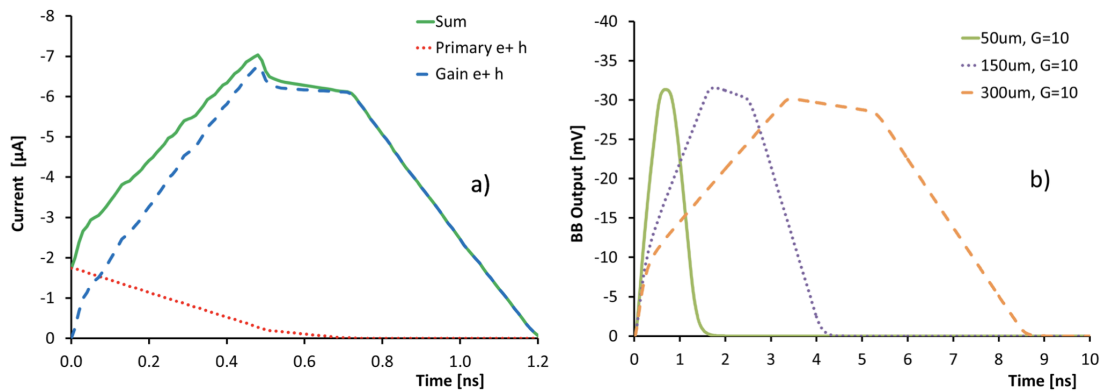 -8
-7
-6
-5
-4
-3
-2
-1
0
Current [µA]
0.0 0.2 0.4 0.6 0.8 1.0 1.2
Time [ns]
Sum
Primary e+ h
Gain e+ h
a)
-40
-35
-30
-25
-20
-15
-10
-5
0
BB Output [mV]
0 1 2 3 4 5 6 7 8 9 10
Time [ns]
50um, G=10
150um, G=10
300um, G=10
b)